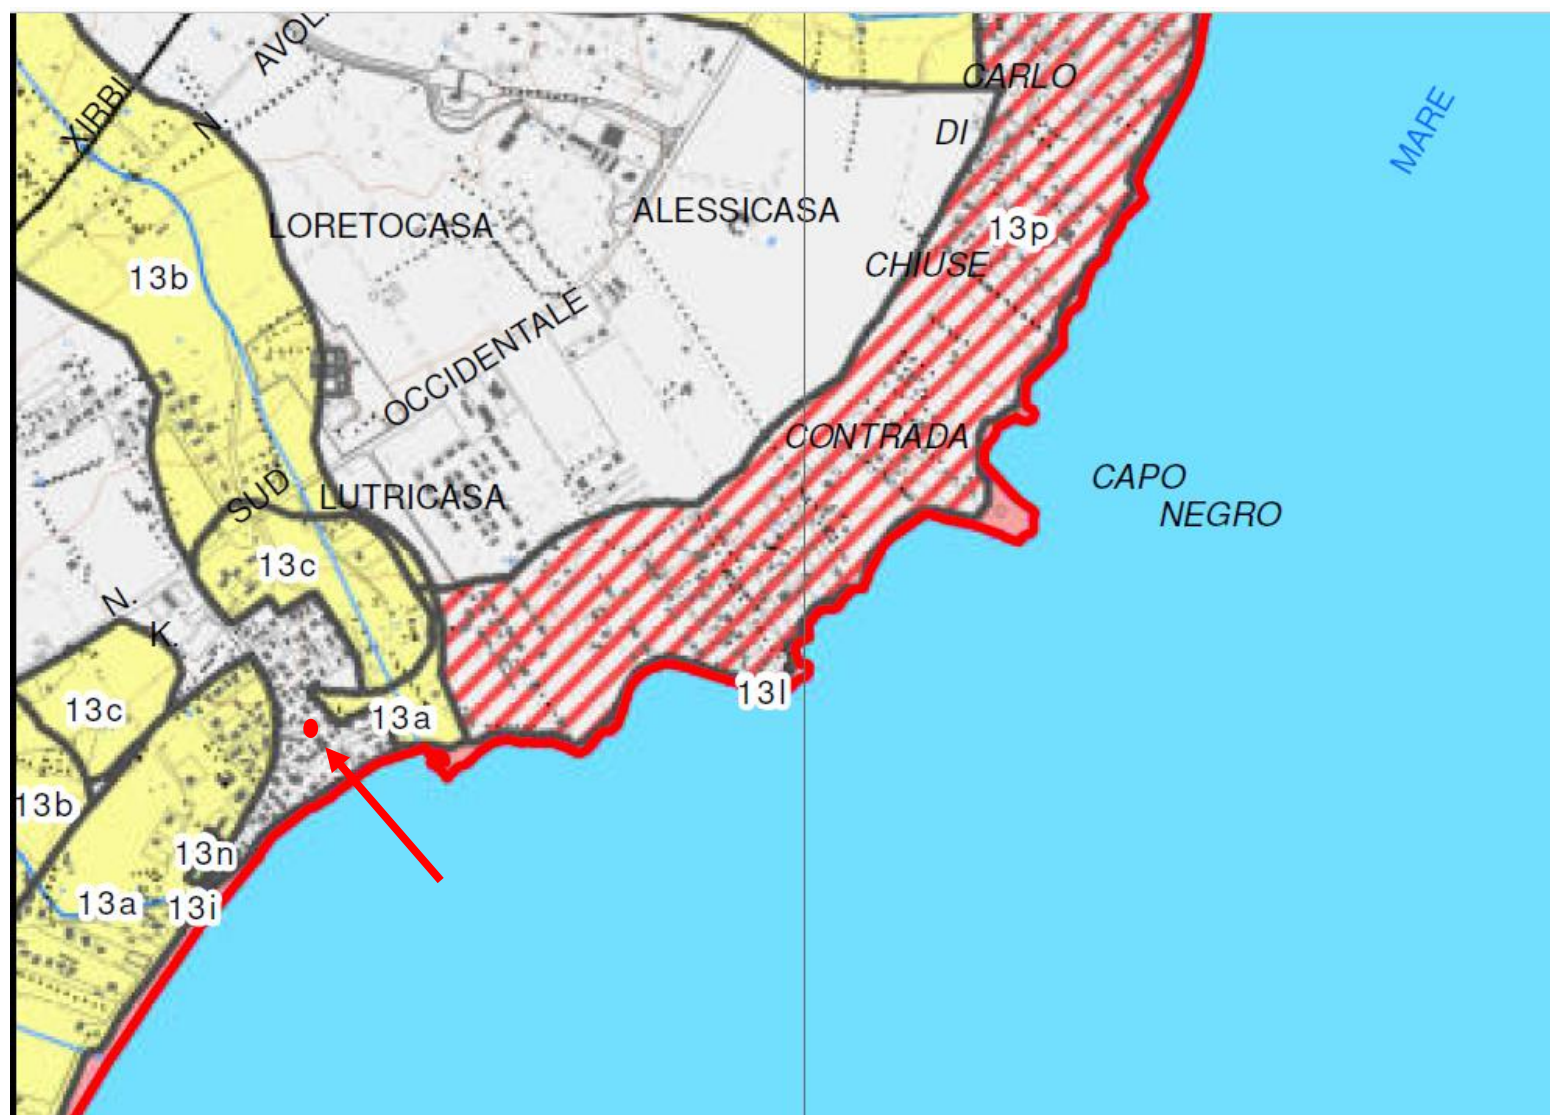 AVOL
N.
XIRBI
CARLO
DI
MARE
LORETOCASA
ALESSICASA
13p
13b
CHIUSE
OCCIDENTALE
CONTRADA
CAPO
NEGRO
SUD
LUTRICASA
13c
N.
K.
13l
13c
13a
13b
13n
13a
13i